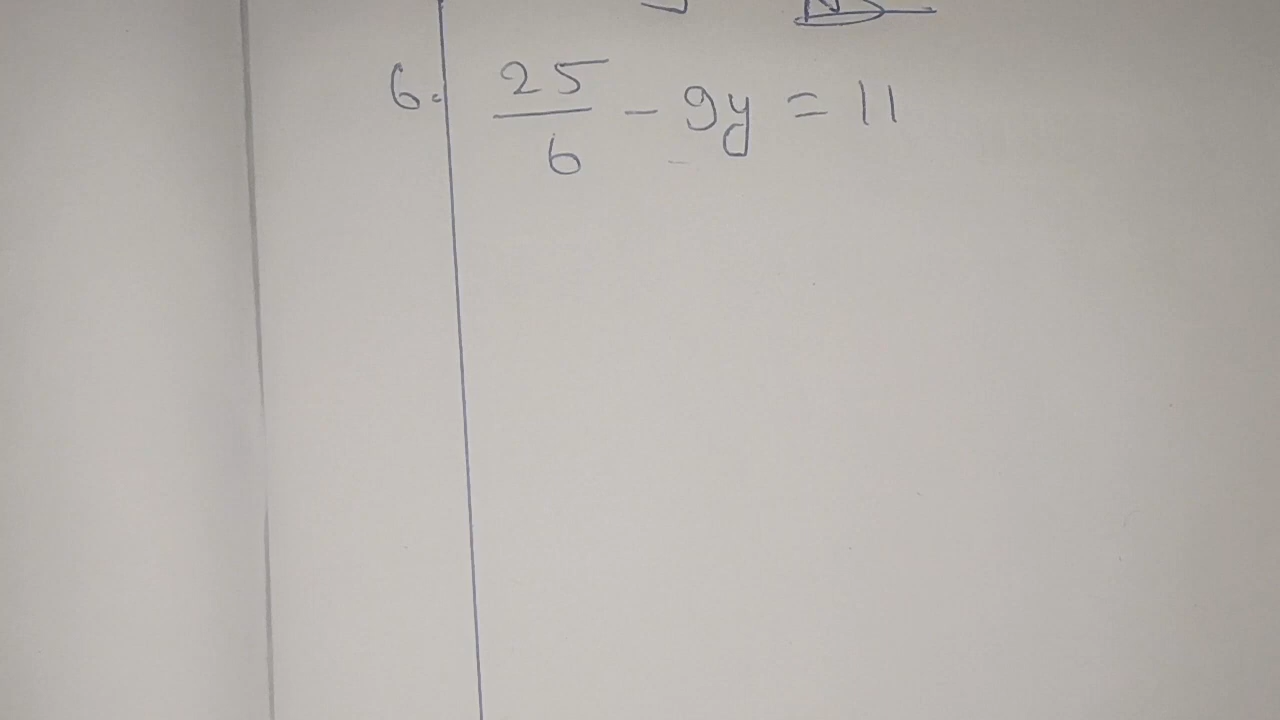 6. 25/6 - 9y = 11